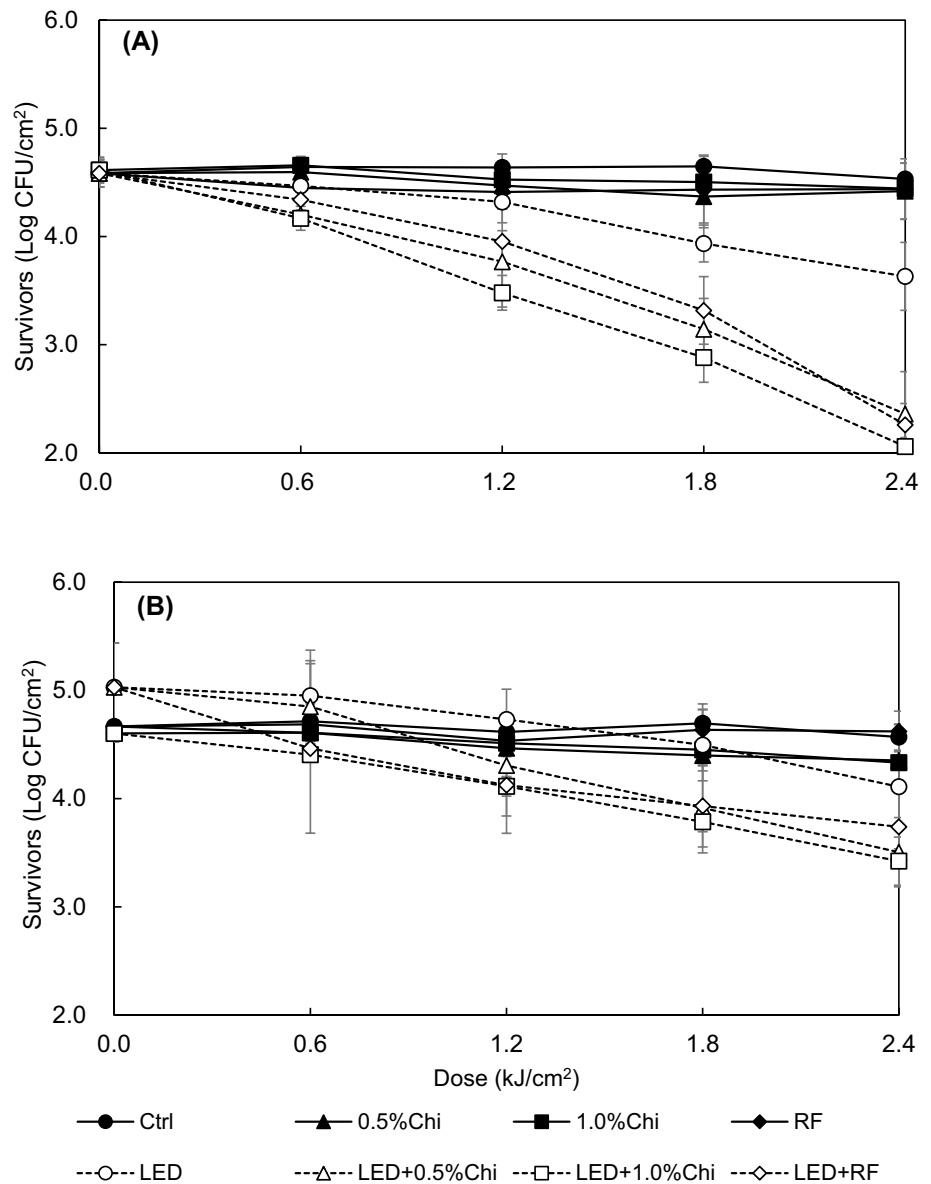 (A)
Survivors (Log CFU/cm²)
6.0
5.0
4.0
3.0
2.0
0.0 0.6 1.2 1.8 2.4
(B)
Survivors (Log CFU/cm²)
6.0
5.0
4.0
3.0
2.0
0.0 0.6 1.2 1.8 2.4
Dose (kJ/cm²)
Ctrl 0.5%Chi 1.0%Chi RF
LED LED+0.5%Chi LED+1.0%Chi LED+RF